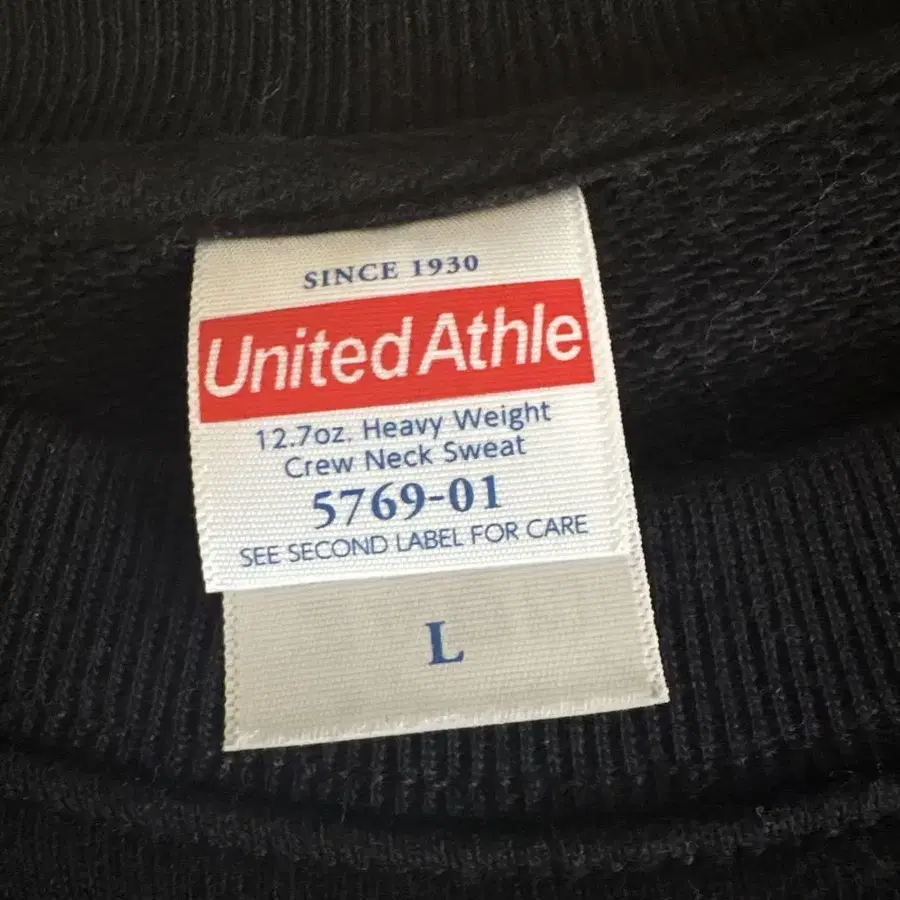 SINCE 1930
United Athle
12.7oz. Heavy Weight
Crew Neck Sweat
5769-01
SEE SECOND LABEL FOR CARE
L